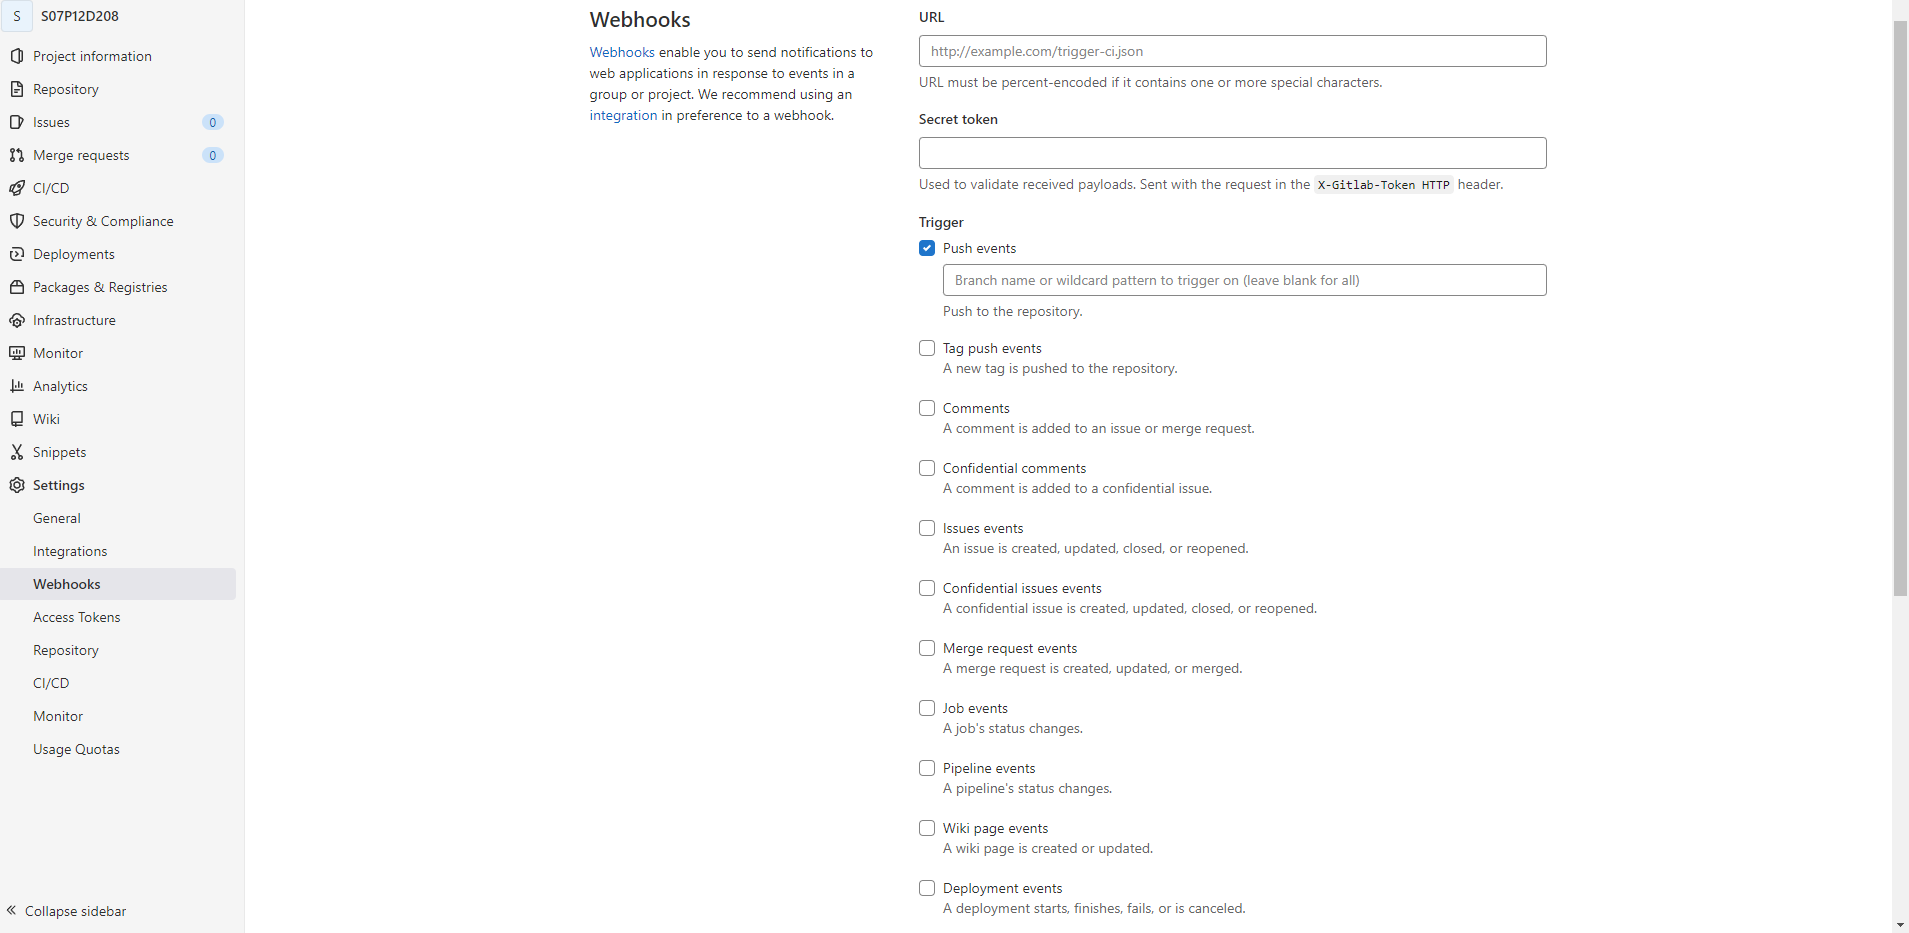 S S07P12D208
Project information
Repository
Issues 0
Merge requests 0
CI/CD
Security & Compliance
Deployments
Packages & Registries
Infrastructure
Monitor
Analytics
Wiki
Snippets
Settings
General
Integrations
Webhooks
Access Tokens
Repository
CI/CD
Monitor
Usage Quotas
Collapse sidebar
Webhooks
Webhooks enable you to send notifications to
web applications in response to events in a
group or project. We recommend using an
integration in preference to a webhook.
URL
http://example.com/trigger-ci.json
URL must be percent-encoded if it contains one or more special characters.
Secret token
Used to validate received payloads. Sent with the request in the X-Gitlab-Token HTTP header.
Trigger
Push events
Branch name or wildcard pattern to trigger on (leave blank for all)
Push to the repository.
Tag push events
A new tag is pushed to the repository.
Comments
A comment is added to an issue or merge request.
Confidential comments
A comment is added to a confidential issue.
Issues events
An issue is created, updated, closed, or reopened.
Confidential issues events
A confidential issue is created, updated, closed, or reopened.
Merge request events
A merge request is created, updated, or merged.
Job events
A job's status changes.
Pipeline events
A pipeline's status changes.
Wiki page events
A wiki page is created or updated.
Deployment events
A deployment starts, finishes, fails, or is canceled.